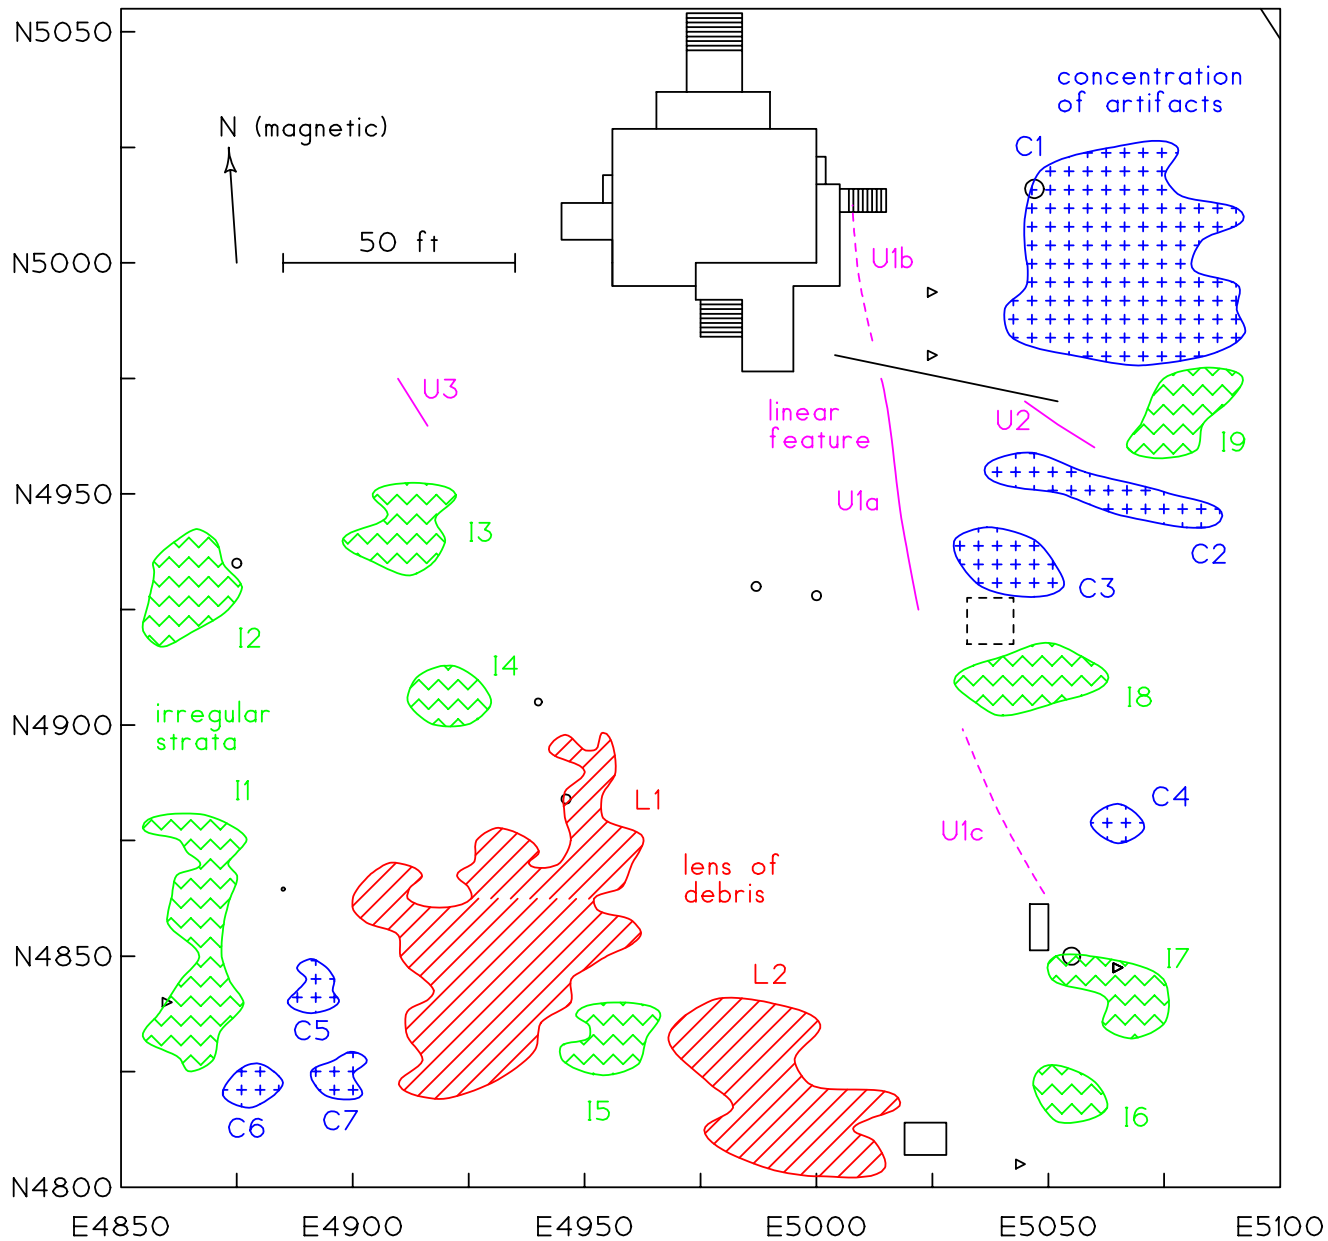 N5050
concentration
of artifacts
N (magnetic)
C1
50 ft
U1b
N5000
U3
linear
feature
U2
I9
N4950
U1a
I3
C2
C3
I2
I4
I8
irregular
strata
N4900
I1
L1
C4
U1c
lens of
debris
N4850
I7
L2
C5
I5
I6
C6
C7
N4800
E4850
E4900
E4950
E5000
E5050
E5100